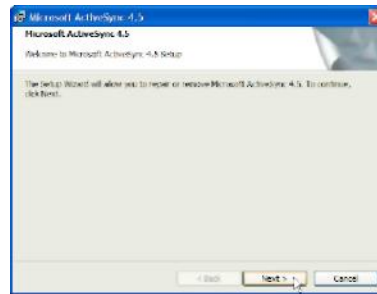 Microsoft ActiveSync 4.5
Microsoft ActiveSync 4.5
Welcome to Microsoft ActiveSync 4.5 Setup
The Setup Wizard will allow you to repair or remove Microsoft ActiveSync 4.5. To continue,
click Next.
< Back
Next >
Cancel